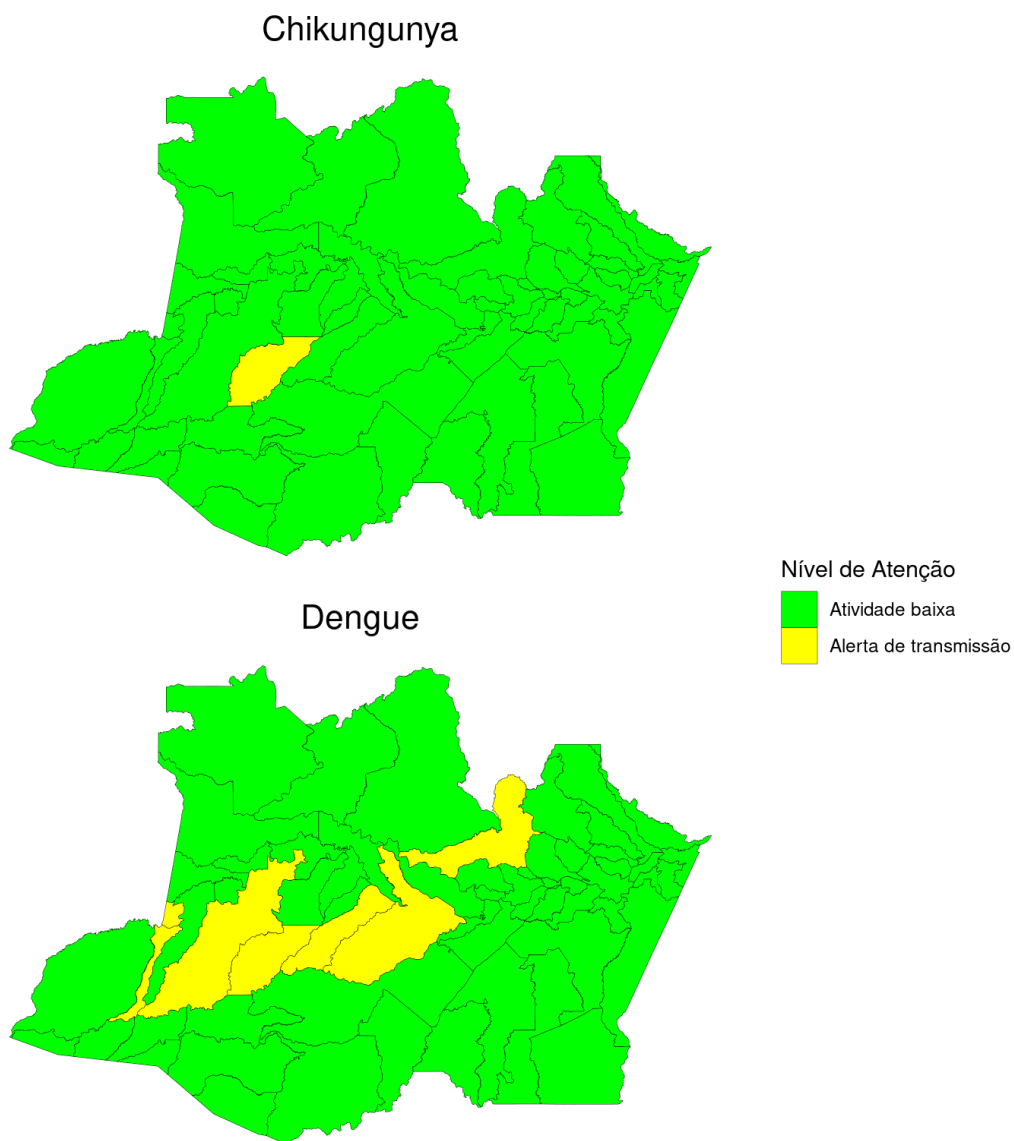 Chikungunya
Nível de Atenção
Atividade baixa
Alerta de transmissão
Dengue